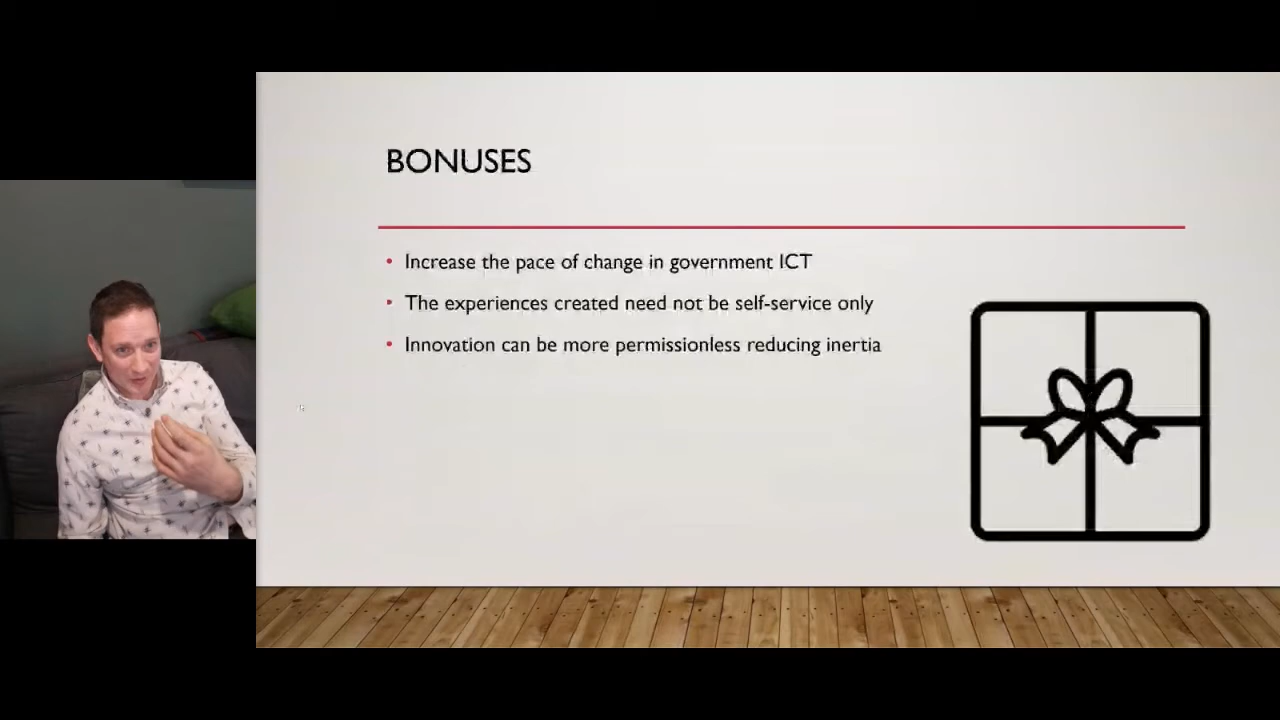 BONUSES
Increase the pace of change in government ICT
The experiences created need not be self-service only
Innovation can be more permissionless reducing inertia